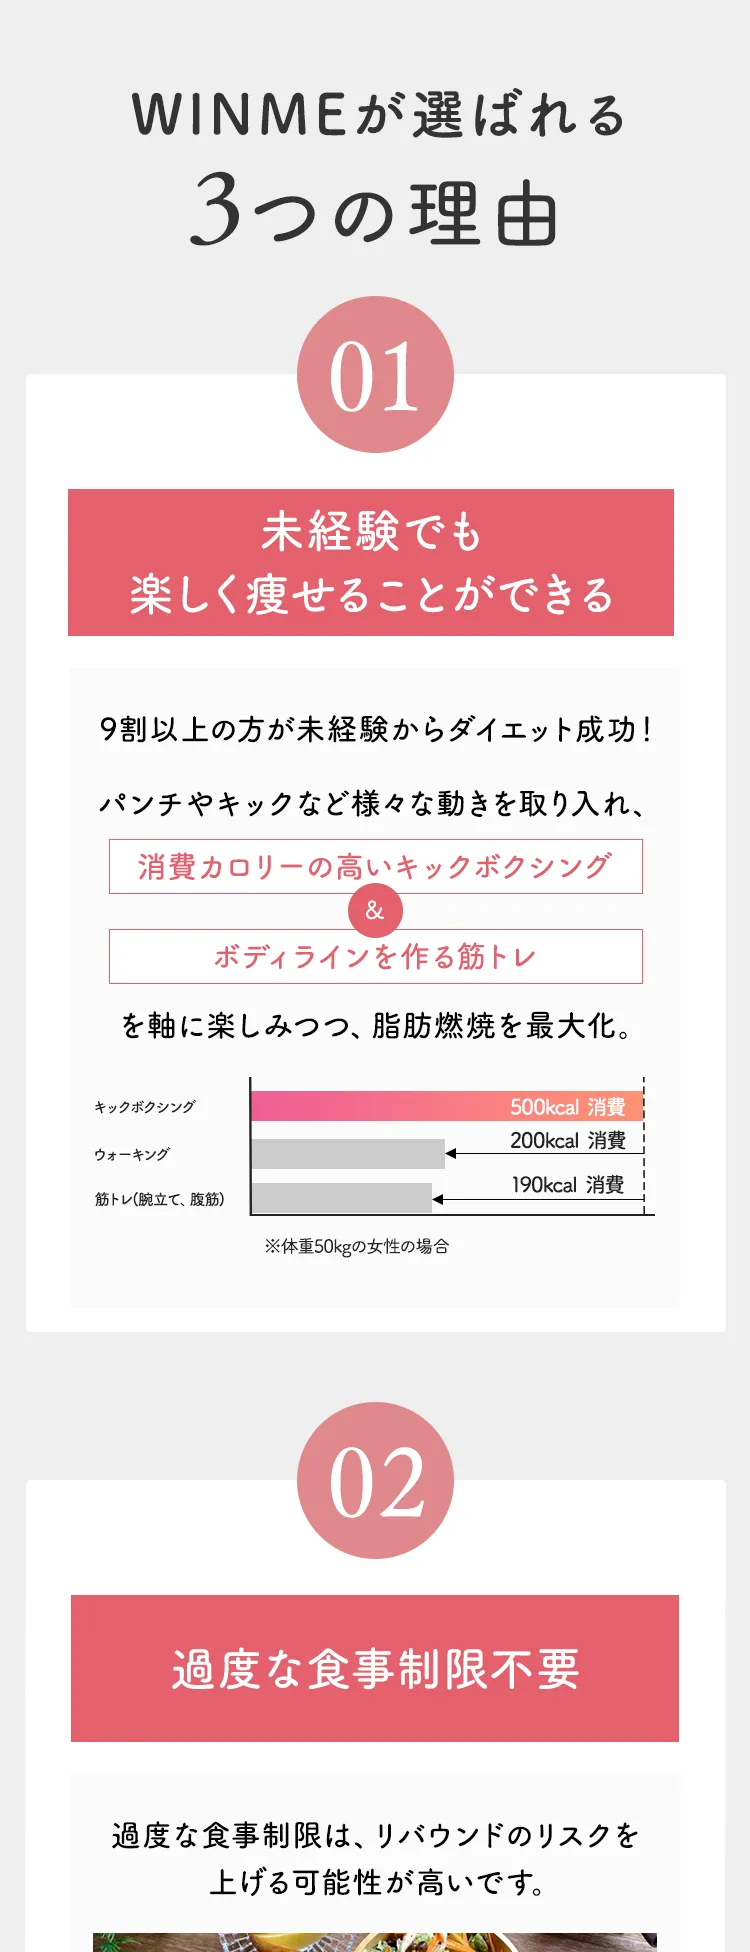 WINMEが選ばれる
3つの理由
01
未経験でも
楽しく痩せることができる
9割以上の方が未経験からダイエット成功！
パンチやキックなど様々な動きを取り入れ、
消費カロリーの高いキックボクシング
&
ボディラインを作る筋トレ
を軸に楽しみつつ、脂肪燃焼を最大化。
キックボクシング 500kcal 消費
ウォーキング 200kcal 消費
筋トレ(腕立て、腹筋) 190kcal 消費
※体重50kgの女性の場合
02
過度な食事制限不要
過度な食事制限は、リバウンドのリスクを
上げる可能性が高いです。